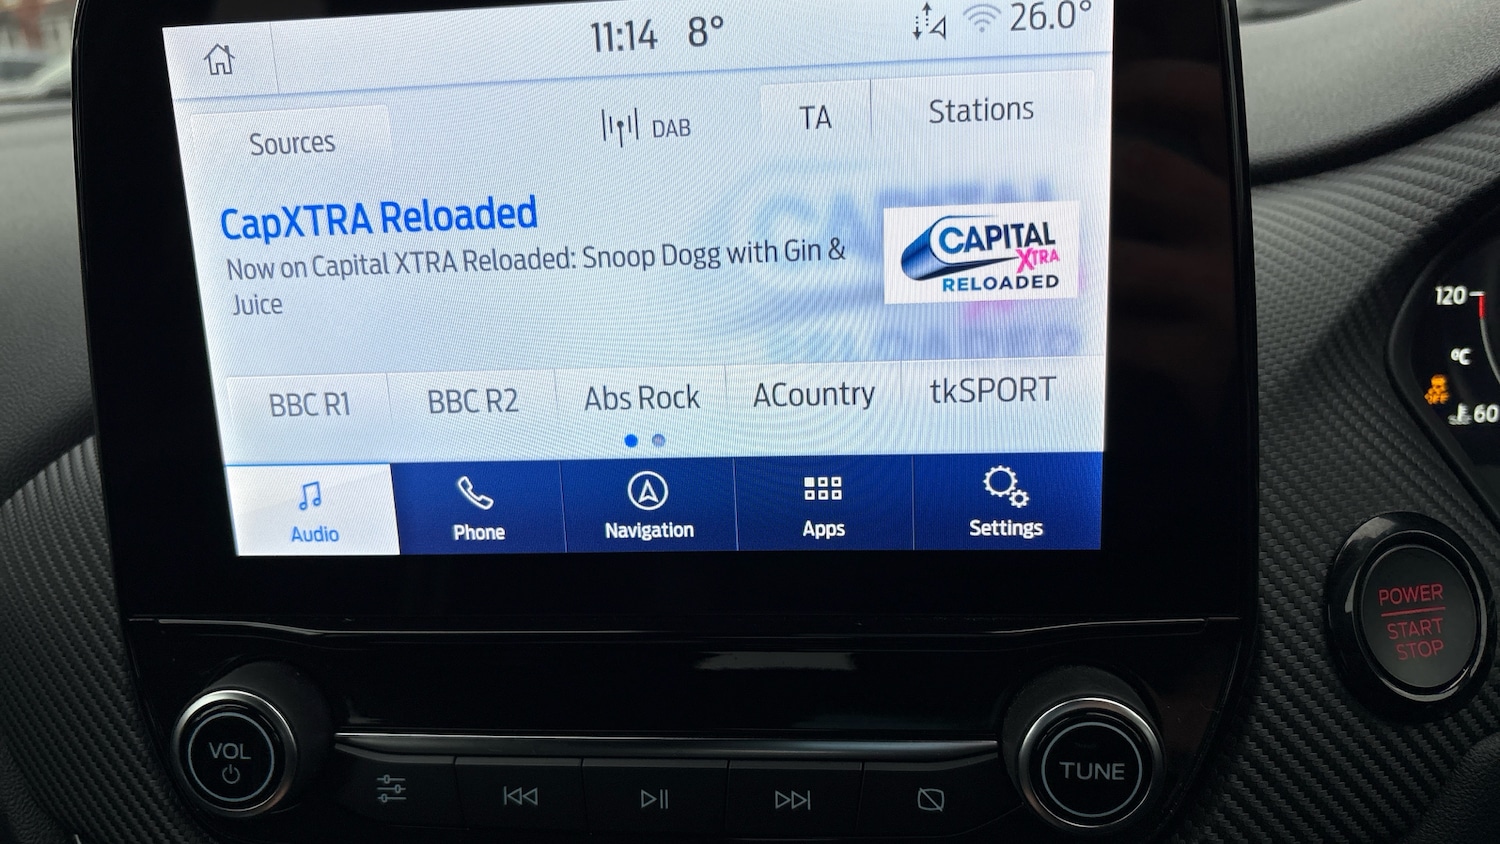 11:14 8° 26.0°
Sources DAB TA Stations
CapXTRA Reloaded
Now on Capital XTRA Reloaded: Snoop Dogg with Gin &
Juice
CAPITAL
XTRA
RELOADED
BBC R1 BBC R2 Abs Rock ACountry tkSPORT
Audio Phone Navigation Apps Settings
VOL
TUNE
120
°C
OFF
60
POWER
START
STOP